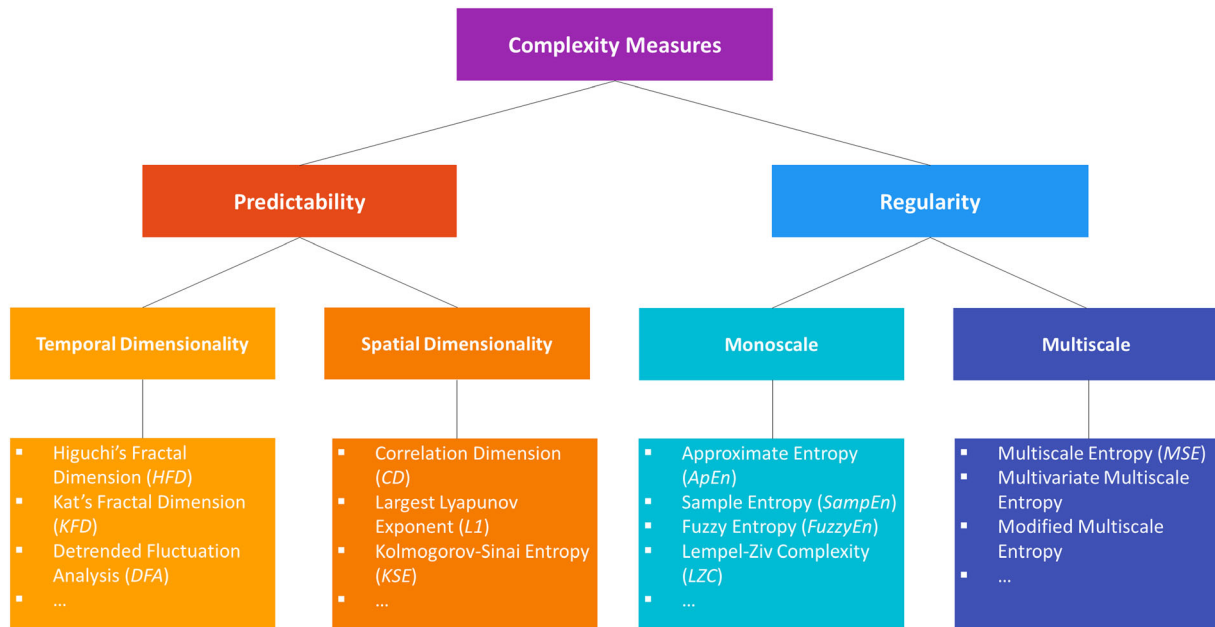 Complexity Measures
Predictability
Regularity
Temporal Dimensionality
Spatial Dimensionality
Monoscale
Multiscale
▪ Higuchi's Fractal
Dimension (HFD)
▪ Kat's Fractal Dimension
(KFD)
▪ Detrended Fluctuation
Analysis (DFA)
▪ ...
▪ Correlation Dimension
(CD)
▪ Largest Lyapunov
Exponent (L1)
▪ Kolmogorov-Sinai Entropy
(KSE)
▪ ...
▪ Approximate Entropy
(ApEn)
▪ Sample Entropy (SampEn)
▪ Fuzzy Entropy (FuzzyEn)
▪ Lempel-Ziv Complexity
(LZC)
▪ ...
▪ Multiscale Entropy (MSE)
▪ Multivariate Multiscale
Entropy
▪ Modified Multiscale
Entropy
▪ ...